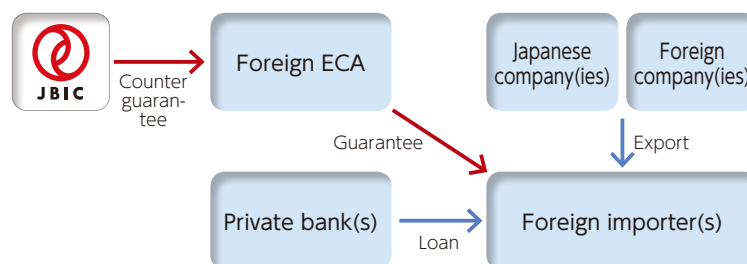 JBIC
Counter
guaran-
tee
Foreign ECA
Japanese
company(ies)
Foreign
company(ies)
Guarantee
Export
Private bank(s)
Loan
Foreign importer(s)